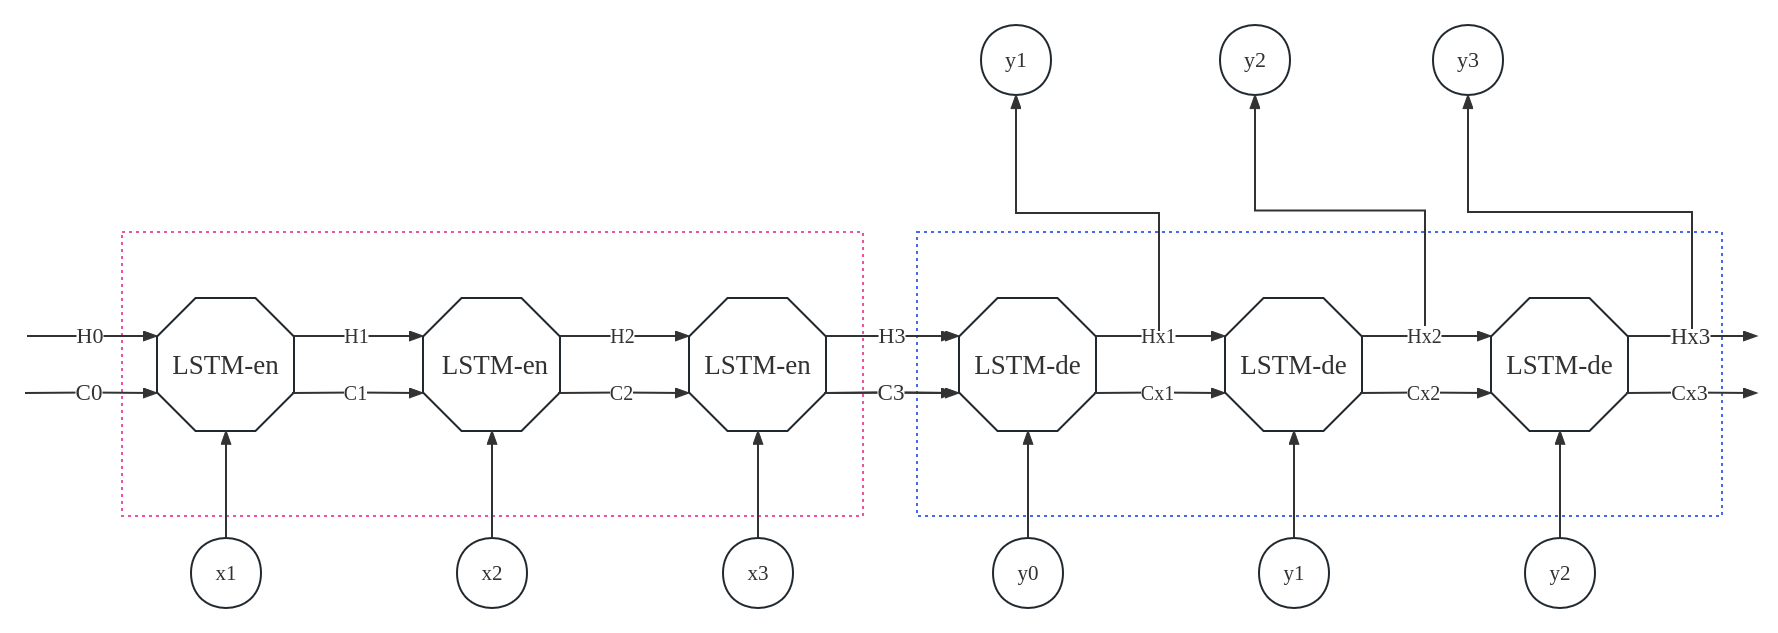 y1
y2
y3
H0
H1
H2
H3
Hx1
Hx2
Hx3
LSTM-en
LSTM-en
LSTM-en
LSTM-de
LSTM-de
LSTM-de
C0
C1
C2
C3
Cx1
Cx2
Cx3
x1
x2
x3
y0
y1
y2